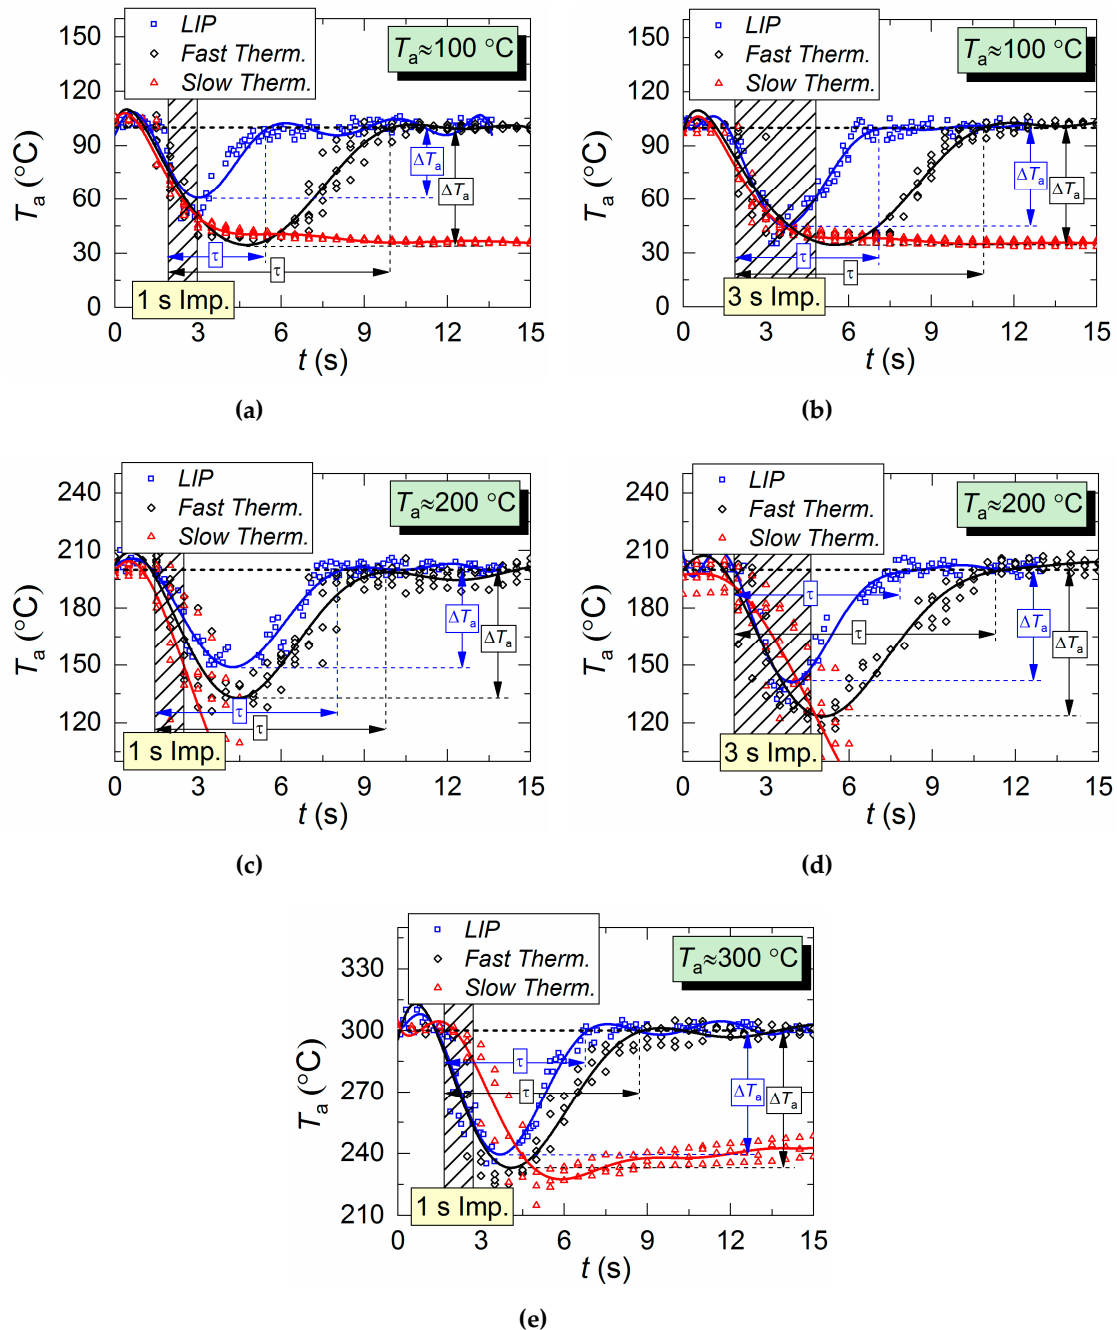 LIP
Fast Therm.
Slow Therm.
Tₐ≈100 °C
150
120
90
60
30
0
Tₐ (°C)
ΔTₐ
ΔTₐ
τ
τ
1 s Imp.
0 3 6 9 12 15
t (s)
(a)
LIP
Fast Therm.
Slow Therm.
Tₐ≈100 °C
150
120
90
60
30
0
Tₐ (°C)
ΔTₐ
ΔTₐ
τ
τ
3 s Imp.
0 3 6 9 12 15
t (s)
(b)
LIP
Fast Therm.
Slow Therm.
Tₐ≈200 °C
240
210
180
150
120
Tₐ (°C)
ΔTₐ
ΔTₐ
τ
τ
1 s Imp.
0 3 6 9 12 15
t (s)
(c)
LIP
Fast Therm.
Slow Therm.
Tₐ≈200 °C
240
210
180
150
120
Tₐ (°C)
τ
τ
ΔTₐ
ΔTₐ
3 s Imp.
0 3 6 9 12 15
t (s)
(d)
LIP
Fast Therm.
Slow Therm.
Tₐ≈300 °C
330
300
270
240
210
Tₐ (°C)
τ
τ
ΔTₐ
ΔTₐ
1 s Imp.
0 3 6 9 12 15
t (s)
(e)